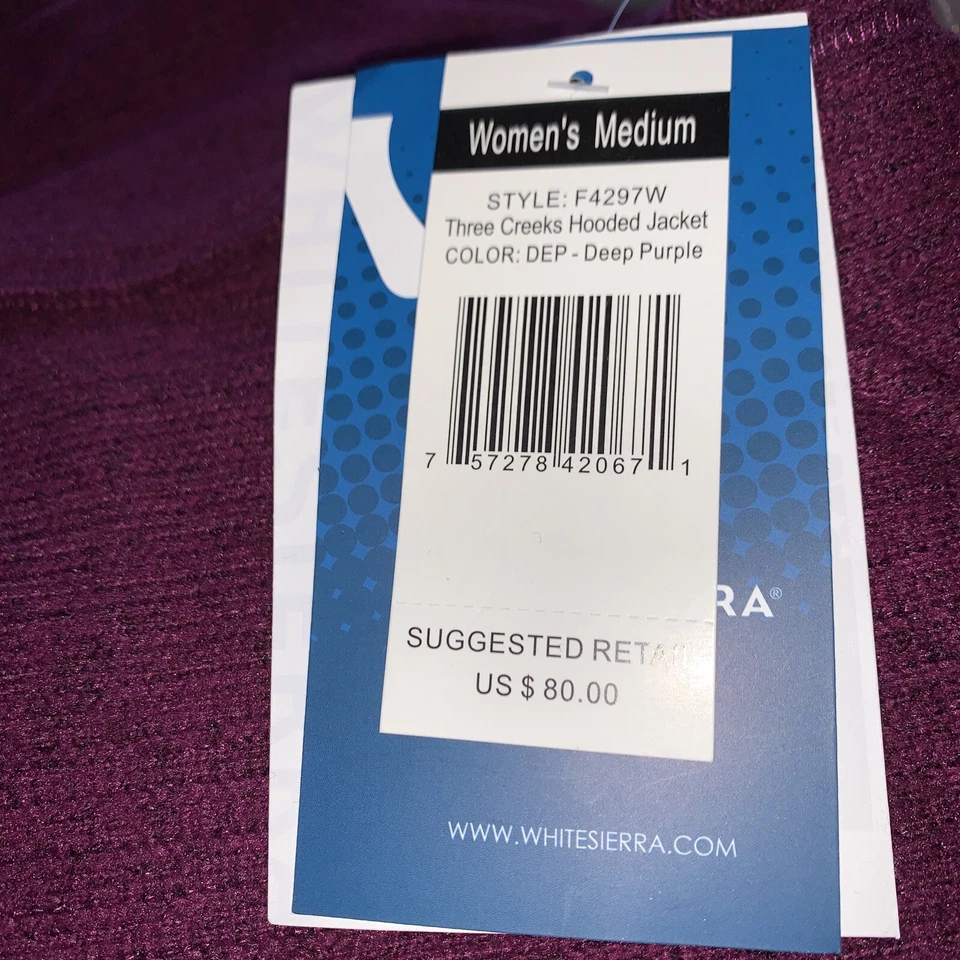 Women's Medium
STYLE: F4297W
Three Creeks Hooded Jacket
COLOR: DEP - Deep Purple
7 57278 42067 1
RA®
SUGGESTED RETAIL
US $ 80.00
WWW.WHITESIERRA.COM